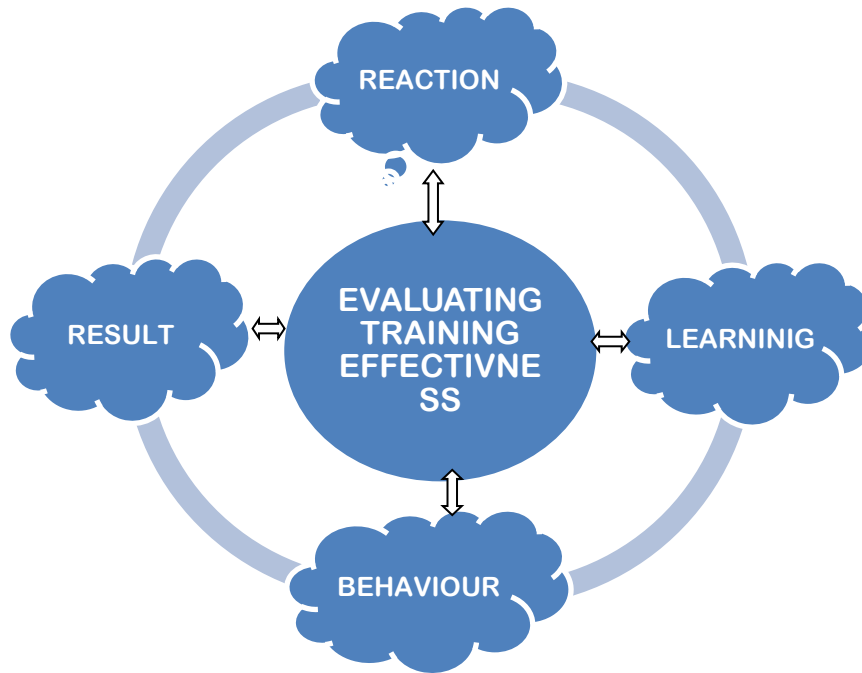 REACTION
RESULT
EVALUATING
TRAINING
EFFECTIVNE
SS
LEARNINIG
BEHAVIOUR